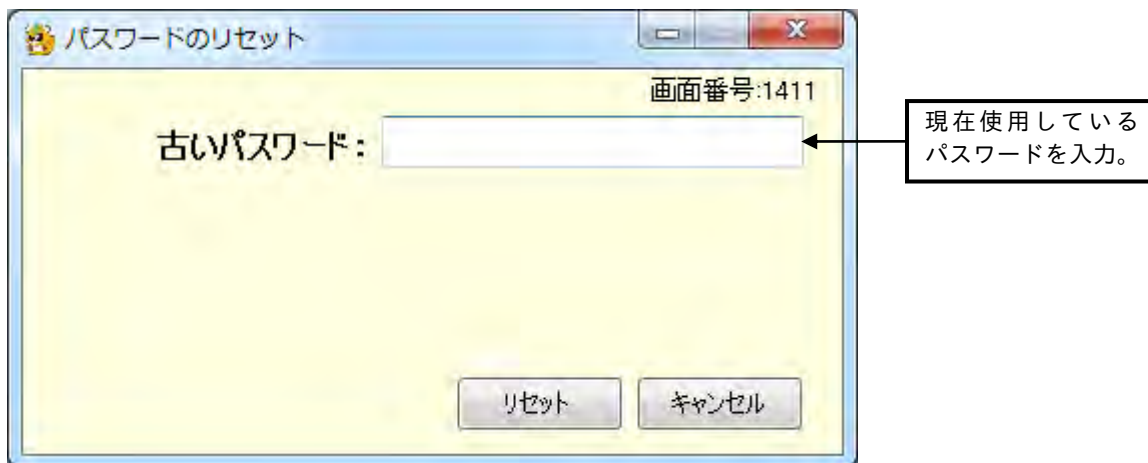 パスワードのリセット
画面番号:1411
古いパスワード:
現在使用している
パスワードを入力。
リセット
キャンセル